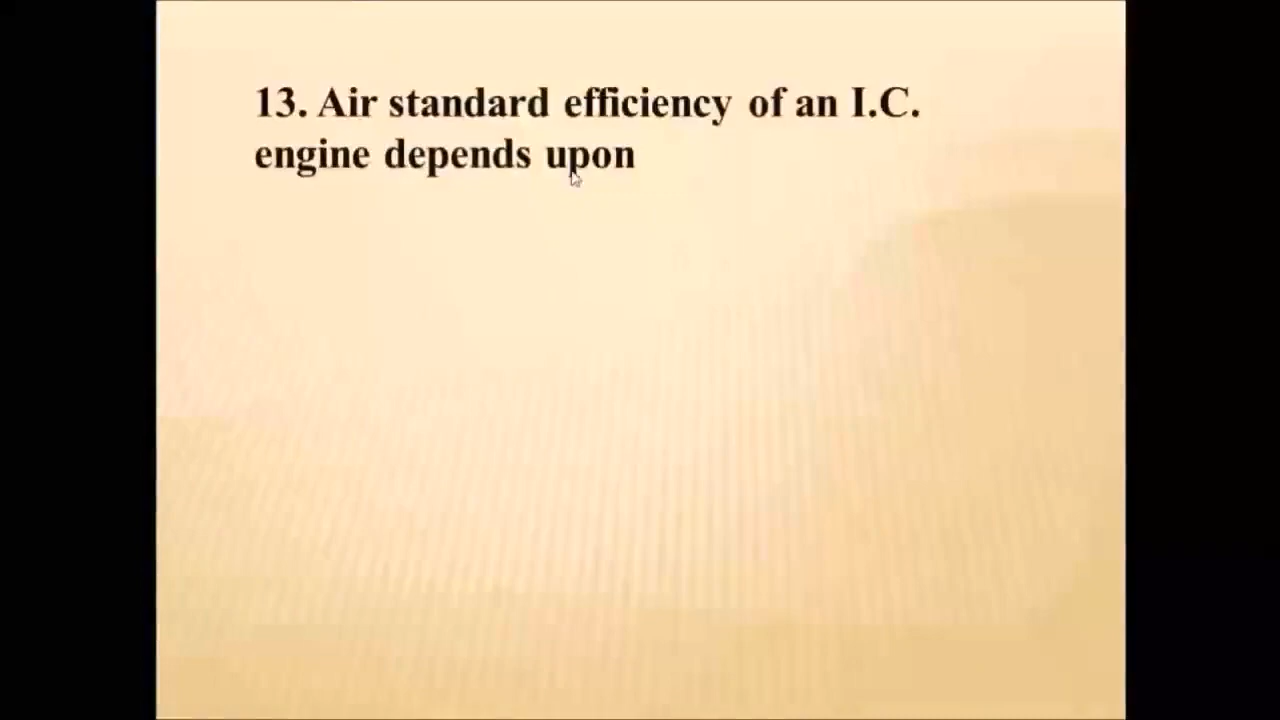 13. Air standard efficiency of an I.C.
engine depends upon